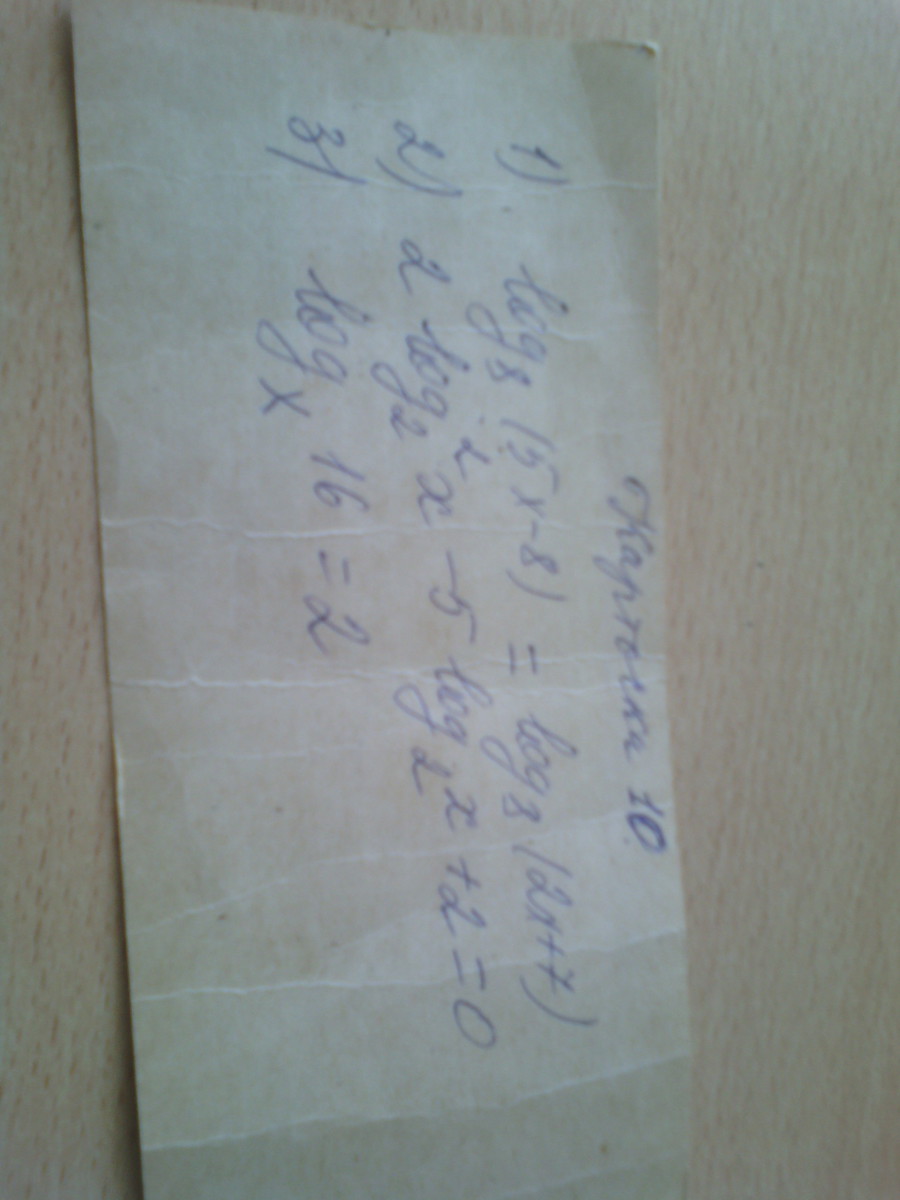 Карточка 10
1) log₈ (5x-8) = log₈ (2x+7)
2) 2 log₂² x - 5 log₂ x + 2 = 0
3) logₓ 16 = 2